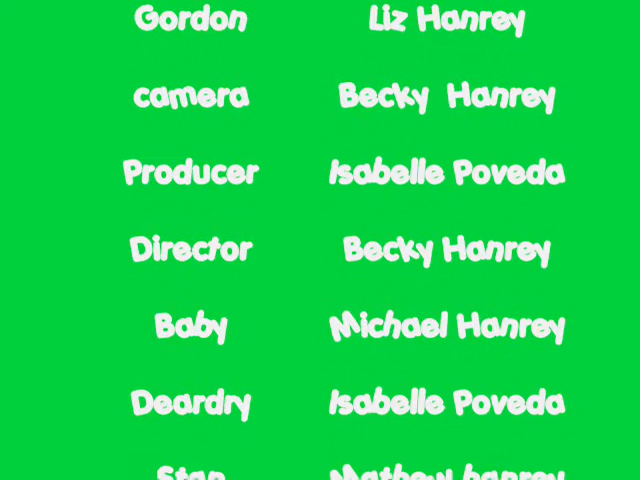 Gordon Liz Hanrey
camera Becky Hanrey
Producer Isabelle Poveda
Director Becky Hanrey
Baby Michael Hanrey
Deardry Isabelle Poveda
Stan Mathew hanrey